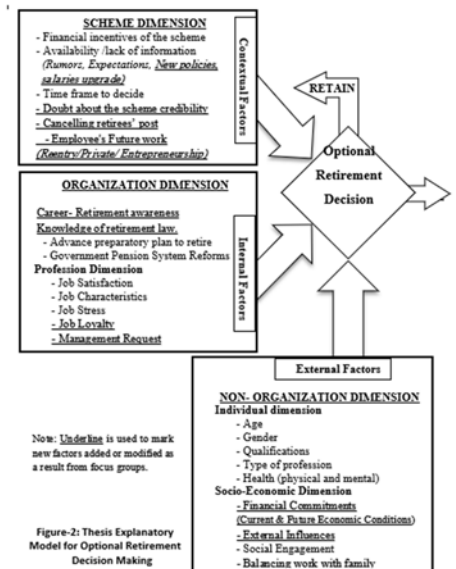 SCHEME DIMENSION
- Financial incentives of the scheme
- Availability /lack of information
(Rumors, Expectations, New policies,
salaries upgrade)
- Time frame to decide
- Doubt about the scheme credibility
- Cancelling retirees' post
- Employee's Future work
(Reentry/Private/ Entrepreneurship)
Contextual Factors
RETAIN
Optional
Retirement
Decision
ORGANIZATION DIMENSION
Career- Retirement awareness
Knowledge of retirement law.
- Advance preparatory plan to retire
- Government Pension System Reforms
Profession Dimension
- Job Satisfaction
- Job Characteristics
- Job Stress
- Job Loyalty
- Management Request
Internal Factors
External Factors
NON- ORGANIZATION DIMENSION
Individual dimension
- Age
- Gender
- Qualifications
- Type of profession
- Health (physical and mental)
Socio-Economic Dimension
- Financial Commitments
(Current & Future Economic Conditions)
- External Influences
- Social Engagement
- Balancing work with family
Note: Underline is used to mark
new factors added or modified as
a result from focus groups.
Figure-2: Thesis Explanatory
Model for Optional Retirement
Decision Making